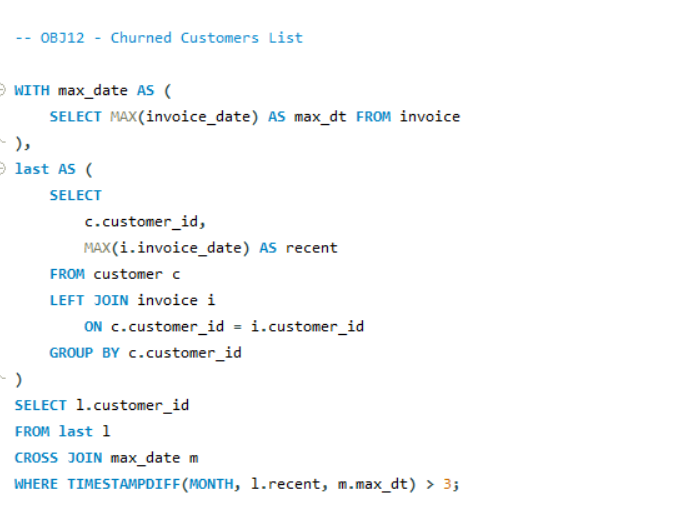 -- OBJ12 - Churned Customers List
WITH max_date AS (
    SELECT MAX(invoice_date) AS max_dt FROM invoice
),
last AS (
    SELECT
        c.customer_id,
        MAX(i.invoice_date) AS recent
    FROM customer c
    LEFT JOIN invoice i
        ON c.customer_id = i.customer_id
    GROUP BY c.customer_id
)
SELECT l.customer_id
FROM last l
CROSS JOIN max_date m
WHERE TIMESTAMPDIFF(MONTH, l.recent, m.max_dt) > 3;